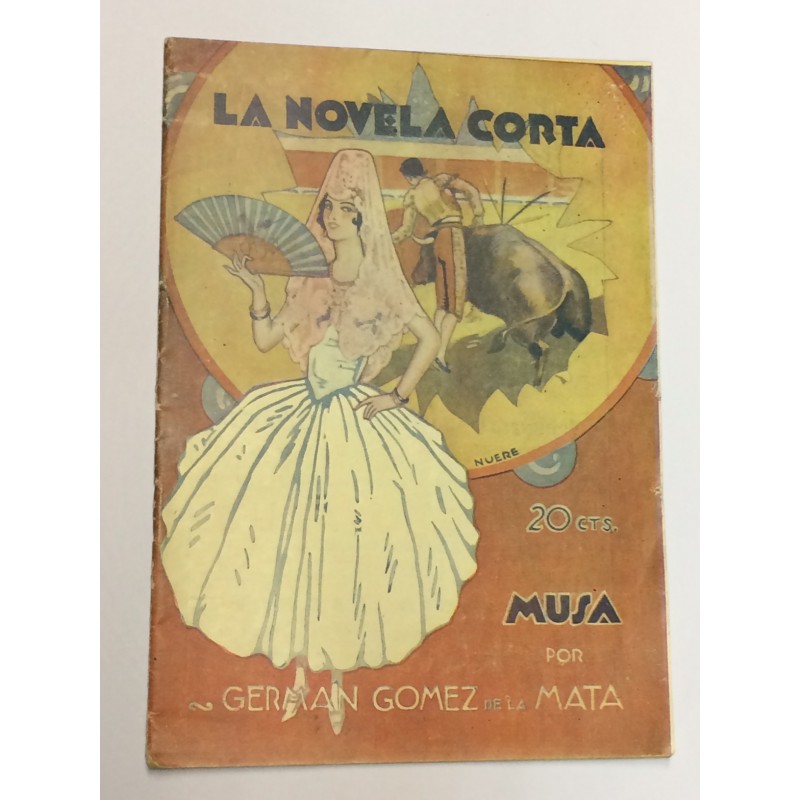 LA NOVELA CORTA
NUERE
20 CTS.
MUSA
POR
GERMAN GOMEZ DE LA MATA